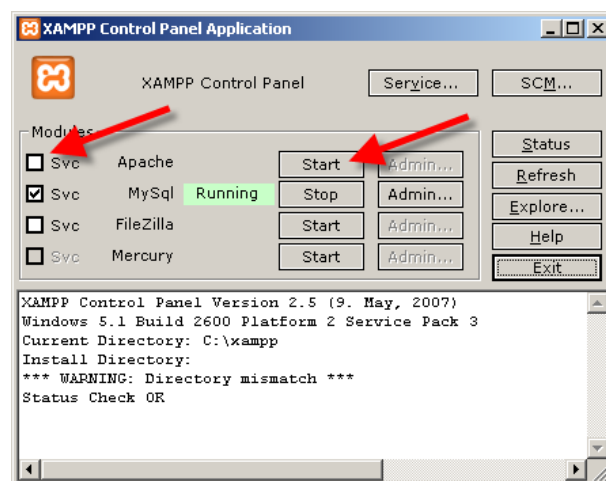 XAMPP Control Panel Application
XAMPP Control Panel
Service...
SCM...
Modules
Svc Apache Start Admin...
Svc MySql Running Stop Admin...
Svc FileZilla Start Admin...
Svc Mercury Start Admin...
Status
Refresh
Explore...
Help
Exit
XAMPP Control Panel Version 2.5 (9. May, 2007)
Windows 5.1 Build 2600 Platform 2 Service Pack 3
Current Directory: C:\xampp
Install Directory:
*** WARNING: Directory mismatch ***
Status Check OK